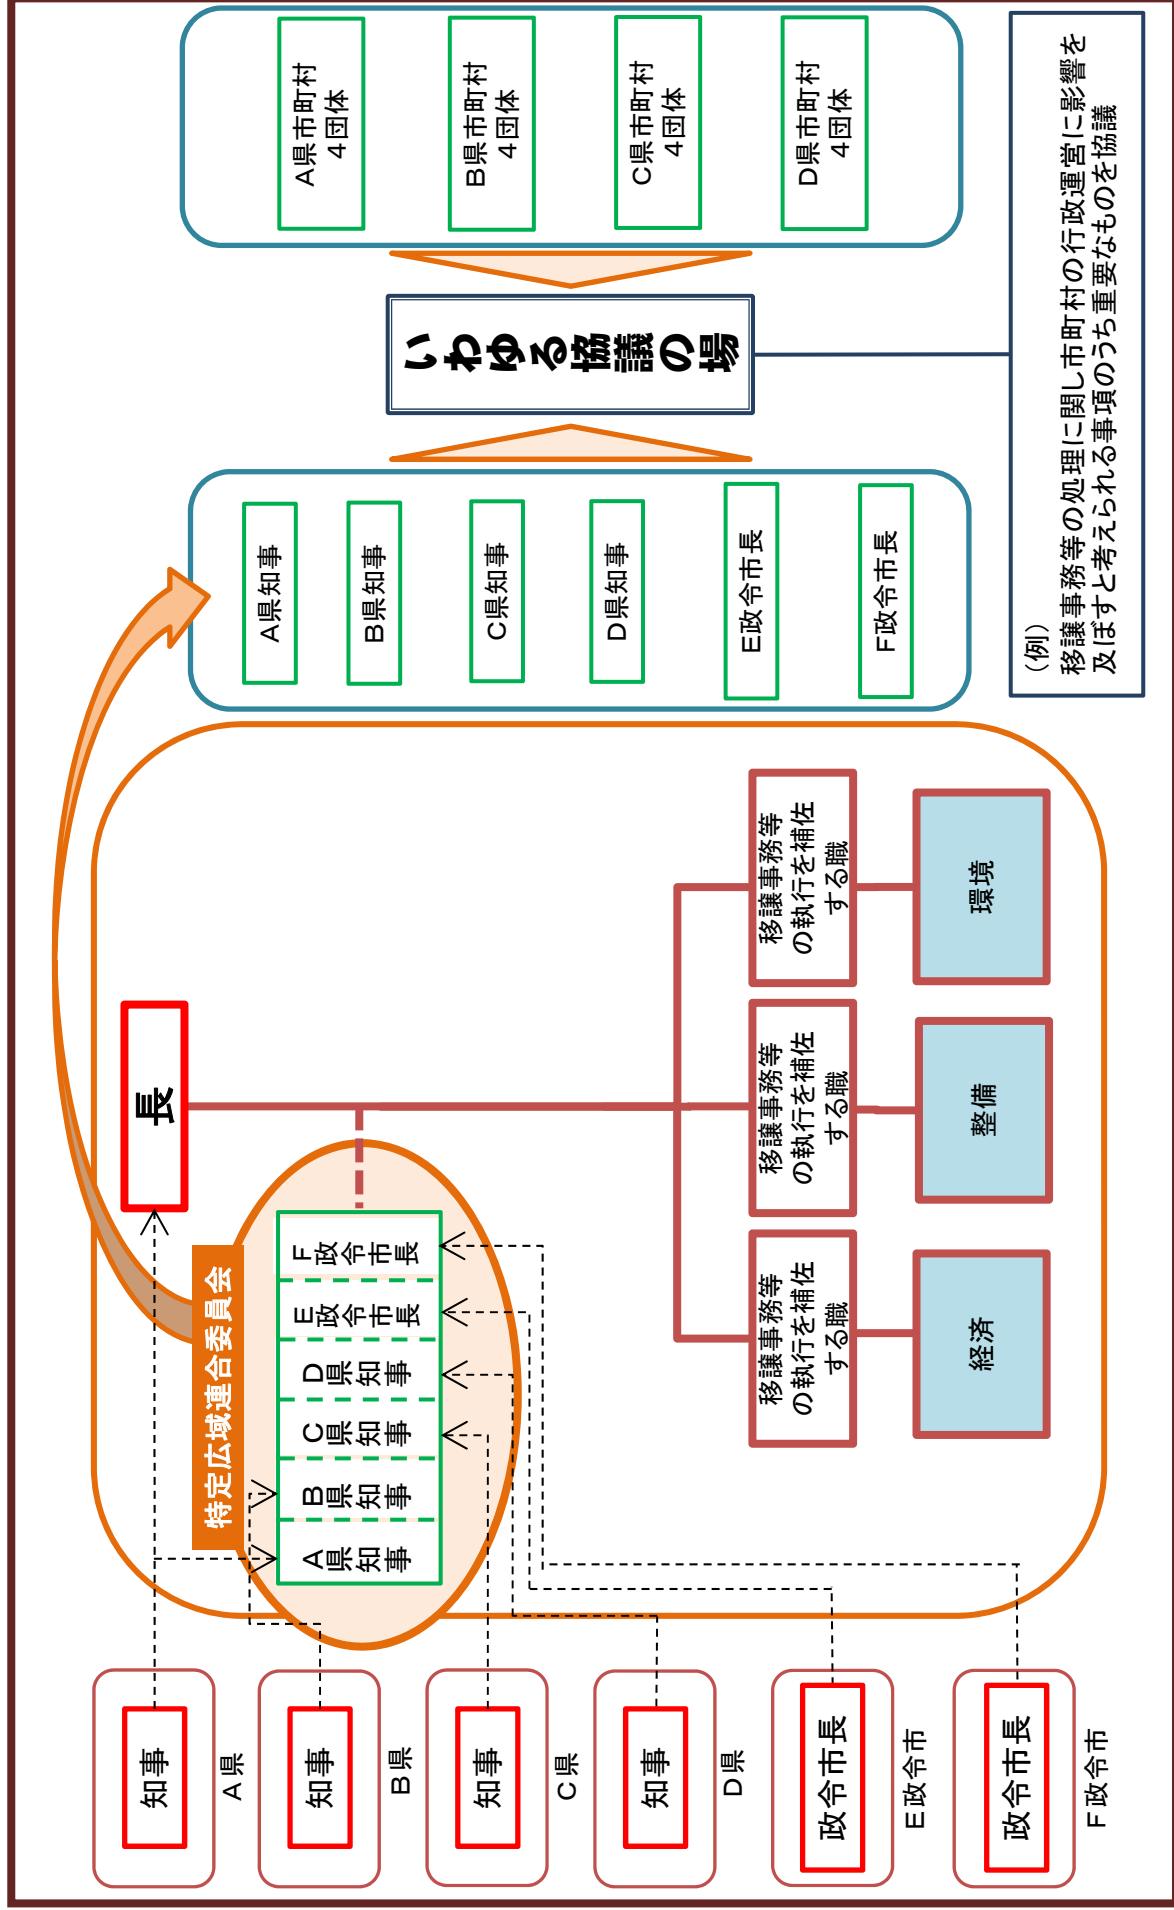 知事
A県
知事
B県
知事
C県
知事
D県
政令市長
E政令市
政令市長
F政令市
長
特定広域連合委員会
A県知事
B県知事
C県知事
D県知事
E政令市長
F政令市長
移譲事務等
の執行を補佐
する職
経済
移譲事務等
の執行を補佐
する職
整備
移譲事務等
の執行を補佐
する職
環境
A県知事
B県知事
C県知事
D県知事
E政令市長
F政令市長
いわゆる協議の場
A県市町村
4団体
B県市町村
4団体
C県市町村
4団体
D県市町村
4団体
（例）
移譲事務等の処理に関し市町村の行政運営に影響を
及ぼすと考えられる事項のうち重要なものを協議